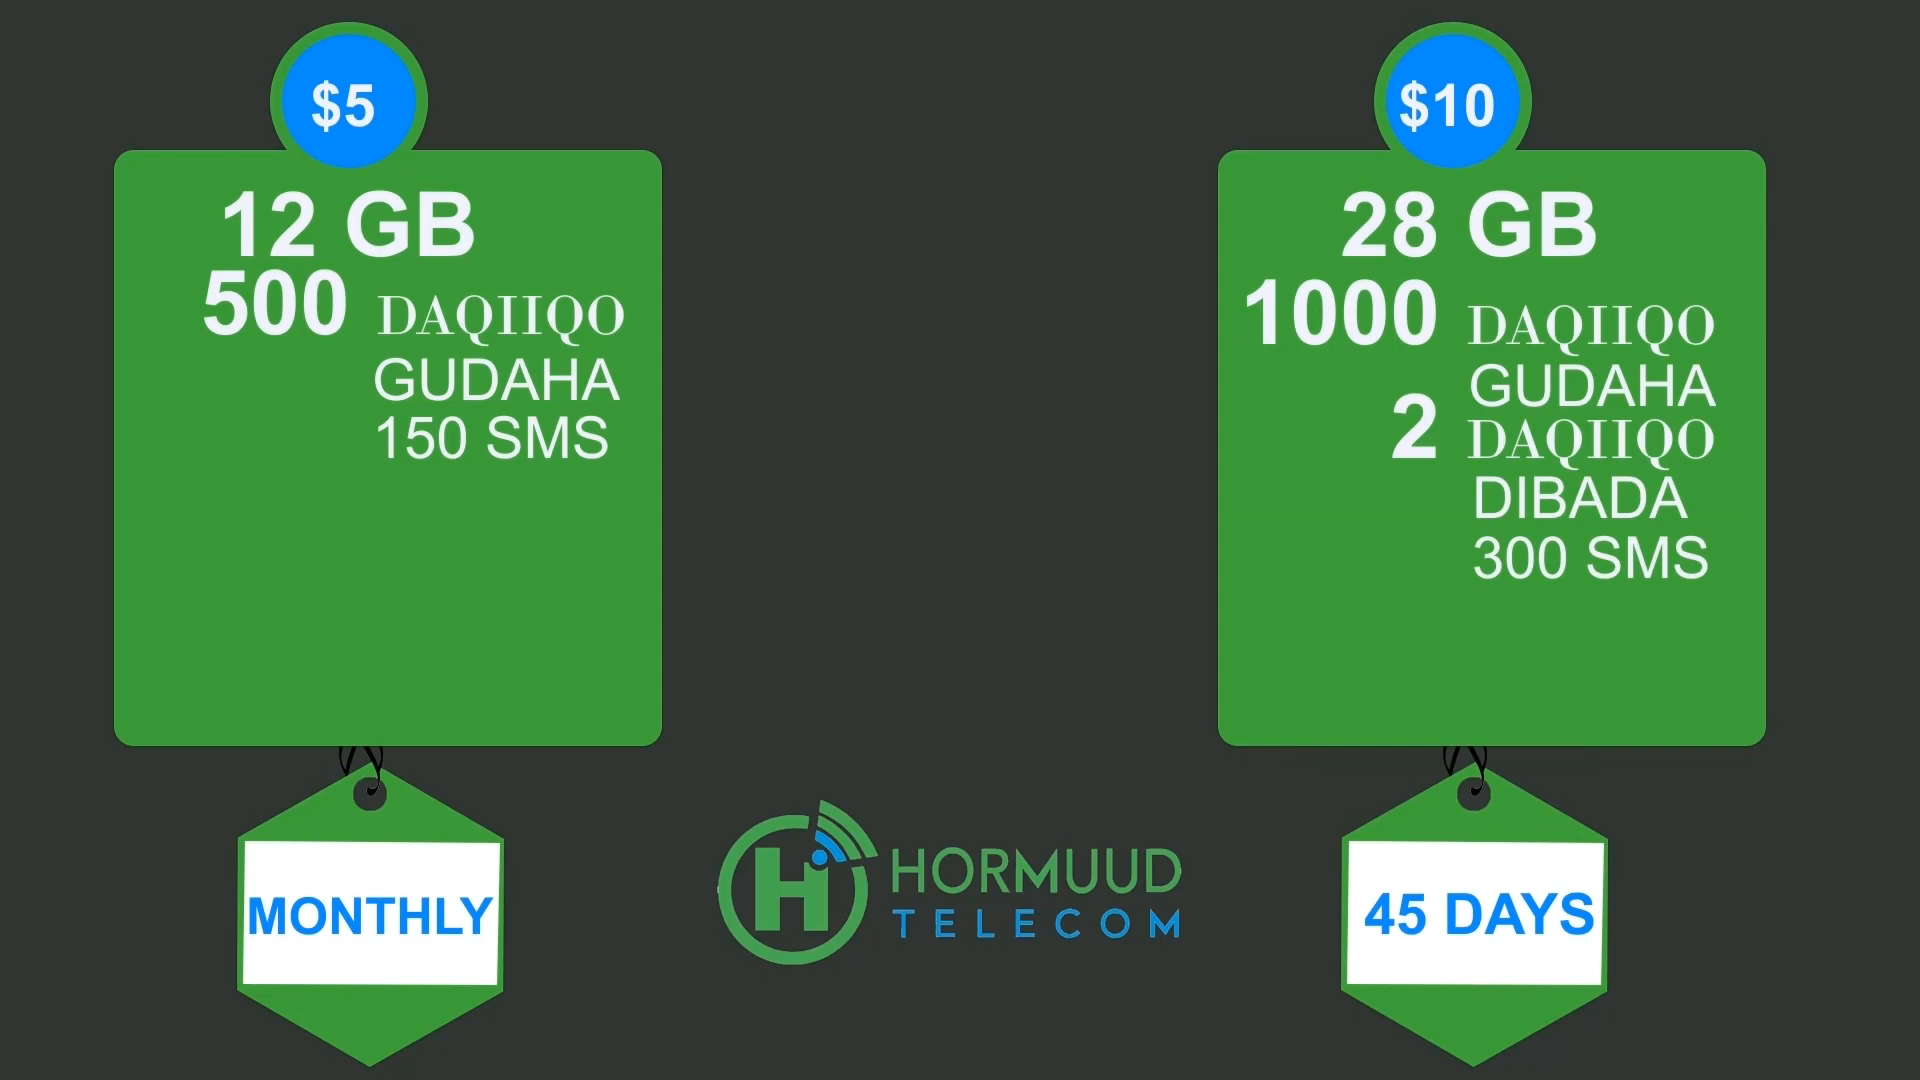 $5
12 GB
500 DAQIIQO
GUDAHA
150 SMS
MONTHLY
$10
28 GB
1000 DAQIIQO
GUDAHA
2 DAQIIQO
DIBADA
300 SMS
45 DAYS
HORMUUD
TELECOM